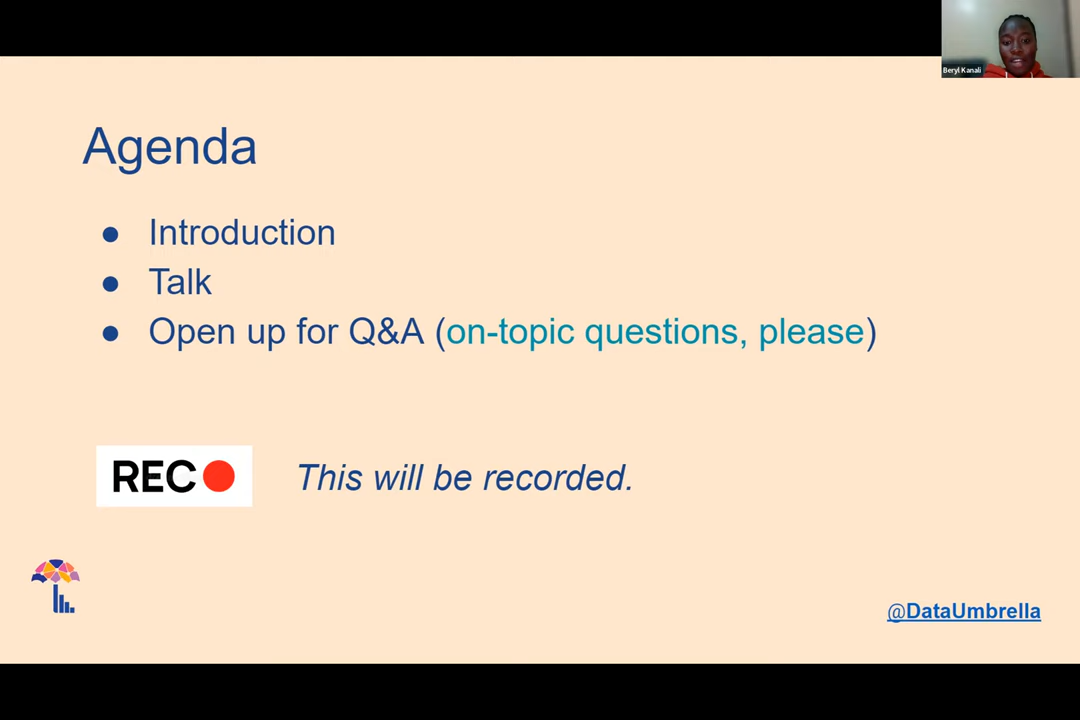 Beryl Kanali
Agenda
● Introduction
● Talk
● Open up for Q&A (on-topic questions, please)
REC
This will be recorded.
@DataUmbrella